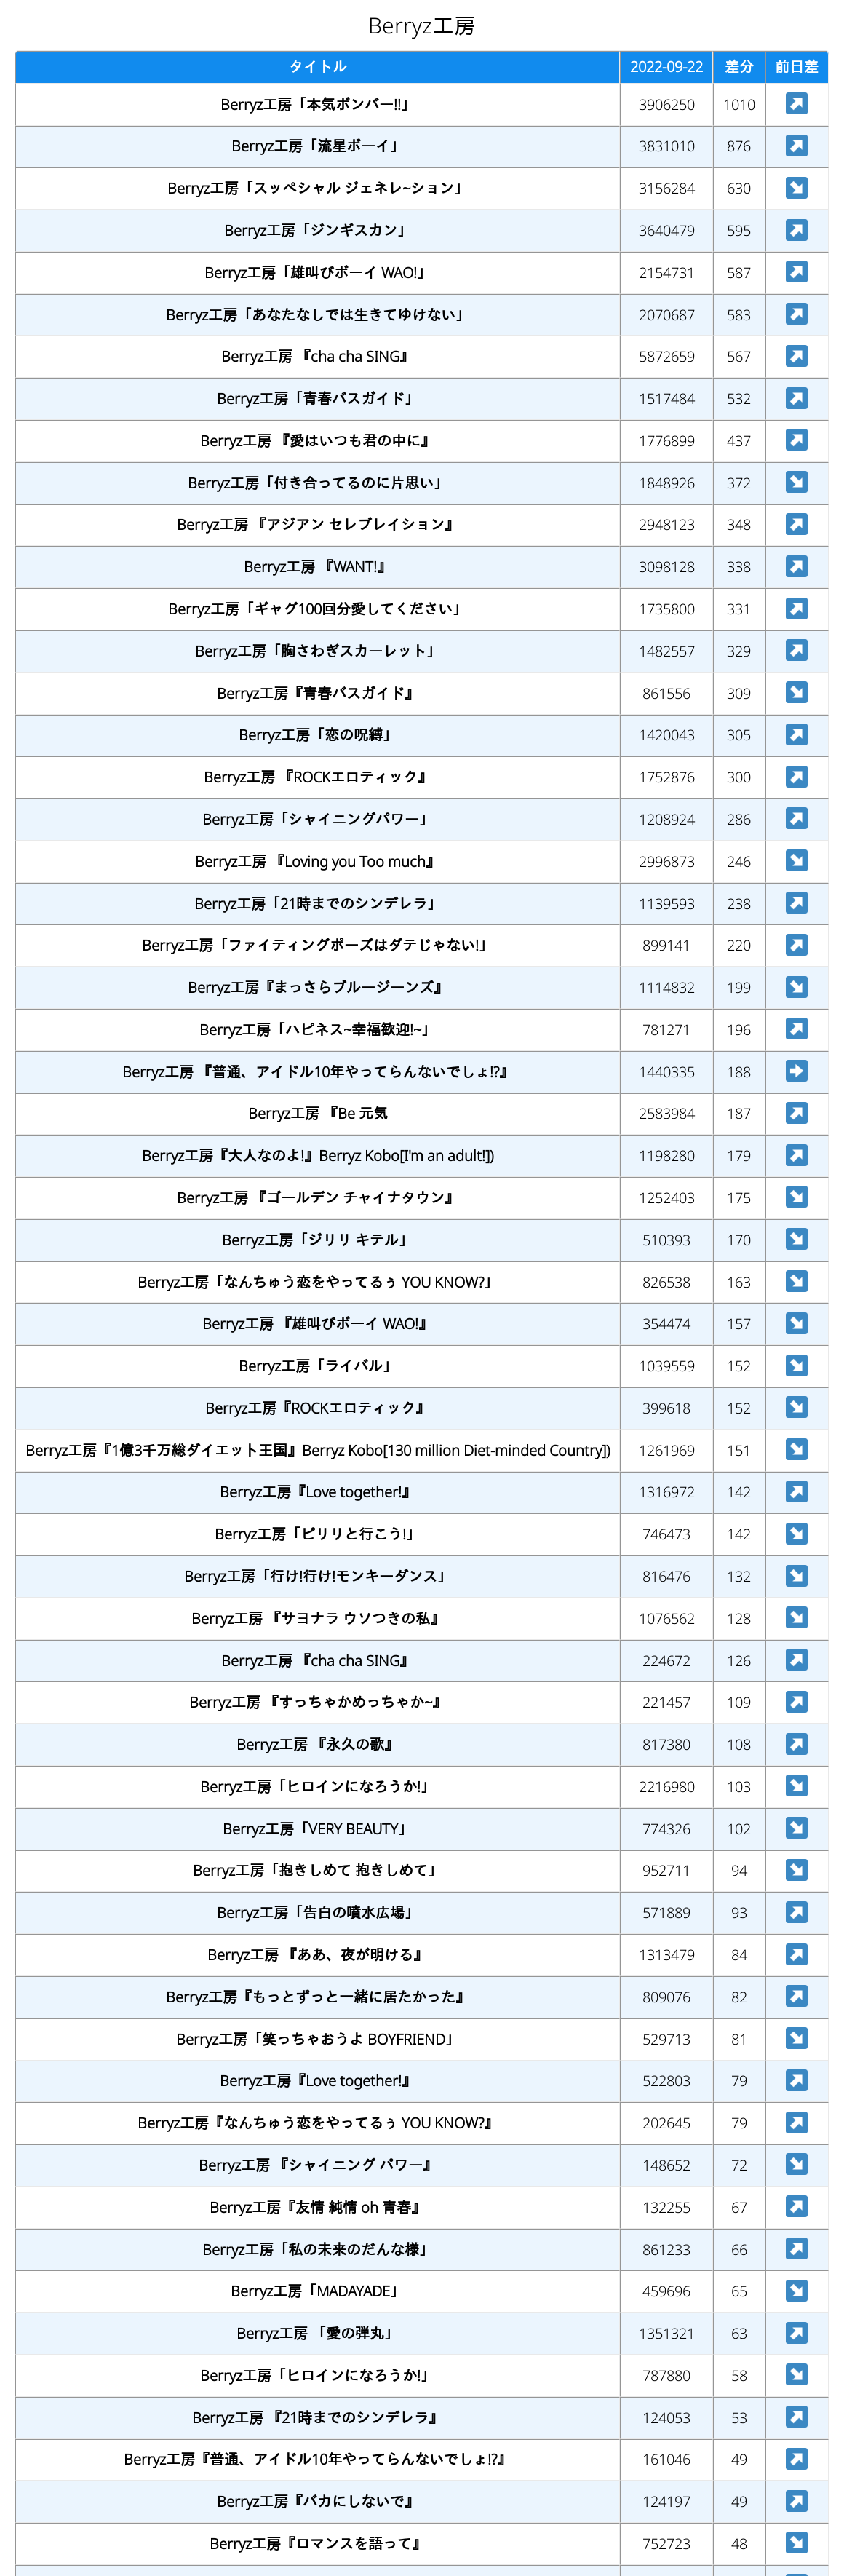 Berryz工房
タイトル 2022-09-22 差分 前日差
Berryz工房「本気ボンバー!!」 3906250 1010
Berryz工房「流星ボーイ」 3831010 876
Berryz工房「スッペシャル ジェネレ~ション」 3156284 630
Berryz工房「ジンギスカン」 3640479 595
Berryz工房「雄叫びボーイ WAO!」 2154731 587
Berryz工房「あなたなしでは生きてゆけない」 2070687 583
Berryz工房 『cha cha SING』 5872659 567
Berryz工房「青春バスガイド」 1517484 532
Berryz工房 『愛はいつも君の中に』 1776899 437
Berryz工房「付き合ってるのに片思い」 1848926 372
Berryz工房 『アジアン セレブレイション』 2948123 348
Berryz工房 『WANT!』 3098128 338
Berryz工房「ギャグ100回分愛してください」 1735800 331
Berryz工房「胸さわぎスカーレット」 1482557 329
Berryz工房『青春バスガイド』 861556 309
Berryz工房「恋の呪縛」 1420043 305
Berryz工房 『ROCKエロティック』 1752876 300
Berryz工房「シャイニングパワー」 1208924 286
Berryz工房 『Loving you Too much』 2996873 246
Berryz工房「21時までのシンデレラ」 1139593 238
Berryz工房「ファイティングポーズはダテじゃない!」 899141 220
Berryz工房『まっさらブルージーンズ』 1114832 199
Berryz工房「ハピネス~幸福歓迎!~」 781271 196
Berryz工房 『普通、アイドル10年やってらんないでしょ!?』 1440335 188
Berryz工房 『Be 元気 2583984 187
Berryz工房『大人なのよ!』Berryz Kobo[I'm an adult!]) 1198280 179
Berryz工房 『ゴールデン チャイナタウン』 1252403 175
Berryz工房「ジリリ キテル」 510393 170
Berryz工房「なんちゅう恋をやってるぅ YOU KNOW?」 826538 163
Berryz工房 『雄叫びボーイ WAO!』 354474 157
Berryz工房「ライバル」 1039559 152
Berryz工房『ROCKエロティック』 399618 152
Berryz工房『1億3千万総ダイエット王国』Berryz Kobo[130 million Diet-minded Country]) 1261969 151
Berryz工房『Love together!』 1316972 142
Berryz工房「ピリリと行こう!」 746473 142
Berryz工房「行け!行け!モンキーダンス」 816476 132
Berryz工房 『サヨナラ ウソつきの私』 1076562 128
Berryz工房 『cha cha SING』 224672 126
Berryz工房 『すっちゃかめっちゃか~』 221457 109
Berryz工房 『永久の歌』 817380 108
Berryz工房「ヒロインになろうか!」 2216980 103
Berryz工房「VERY BEAUTY」 774326 102
Berryz工房「抱きしめて 抱きしめて」 952711 94
Berryz工房「告白の噴水広場」 571889 93
Berryz工房 『ああ、夜が明ける』 1313479 84
Berryz工房『もっとずっと一緒に居たかった』 809076 82
Berryz工房「笑っちゃおうよ BOYFRIEND」 529713 81
Berryz工房『Love together!』 522803 79
Berryz工房『なんちゅう恋をやってるぅ YOU KNOW?』 202645 79
Berryz工房 『シャイニング パワー』 148652 72
Berryz工房『友情 純情 oh 青春』 132255 67
Berryz工房「私の未来のだんな様」 861233 66
Berryz工房「MADAYADE」 459696 65
Berryz工房 「愛の弾丸」 1351321 63
Berryz工房「ヒロインになろうか!」 787880 58
Berryz工房 『21時までのシンデレラ』 124053 53
Berryz工房『普通、アイドル10年やってらんないでしょ!?』 161046 49
Berryz工房『バカにしないで』 124197 49
Berryz工房『ロマンスを語って』 752723 48